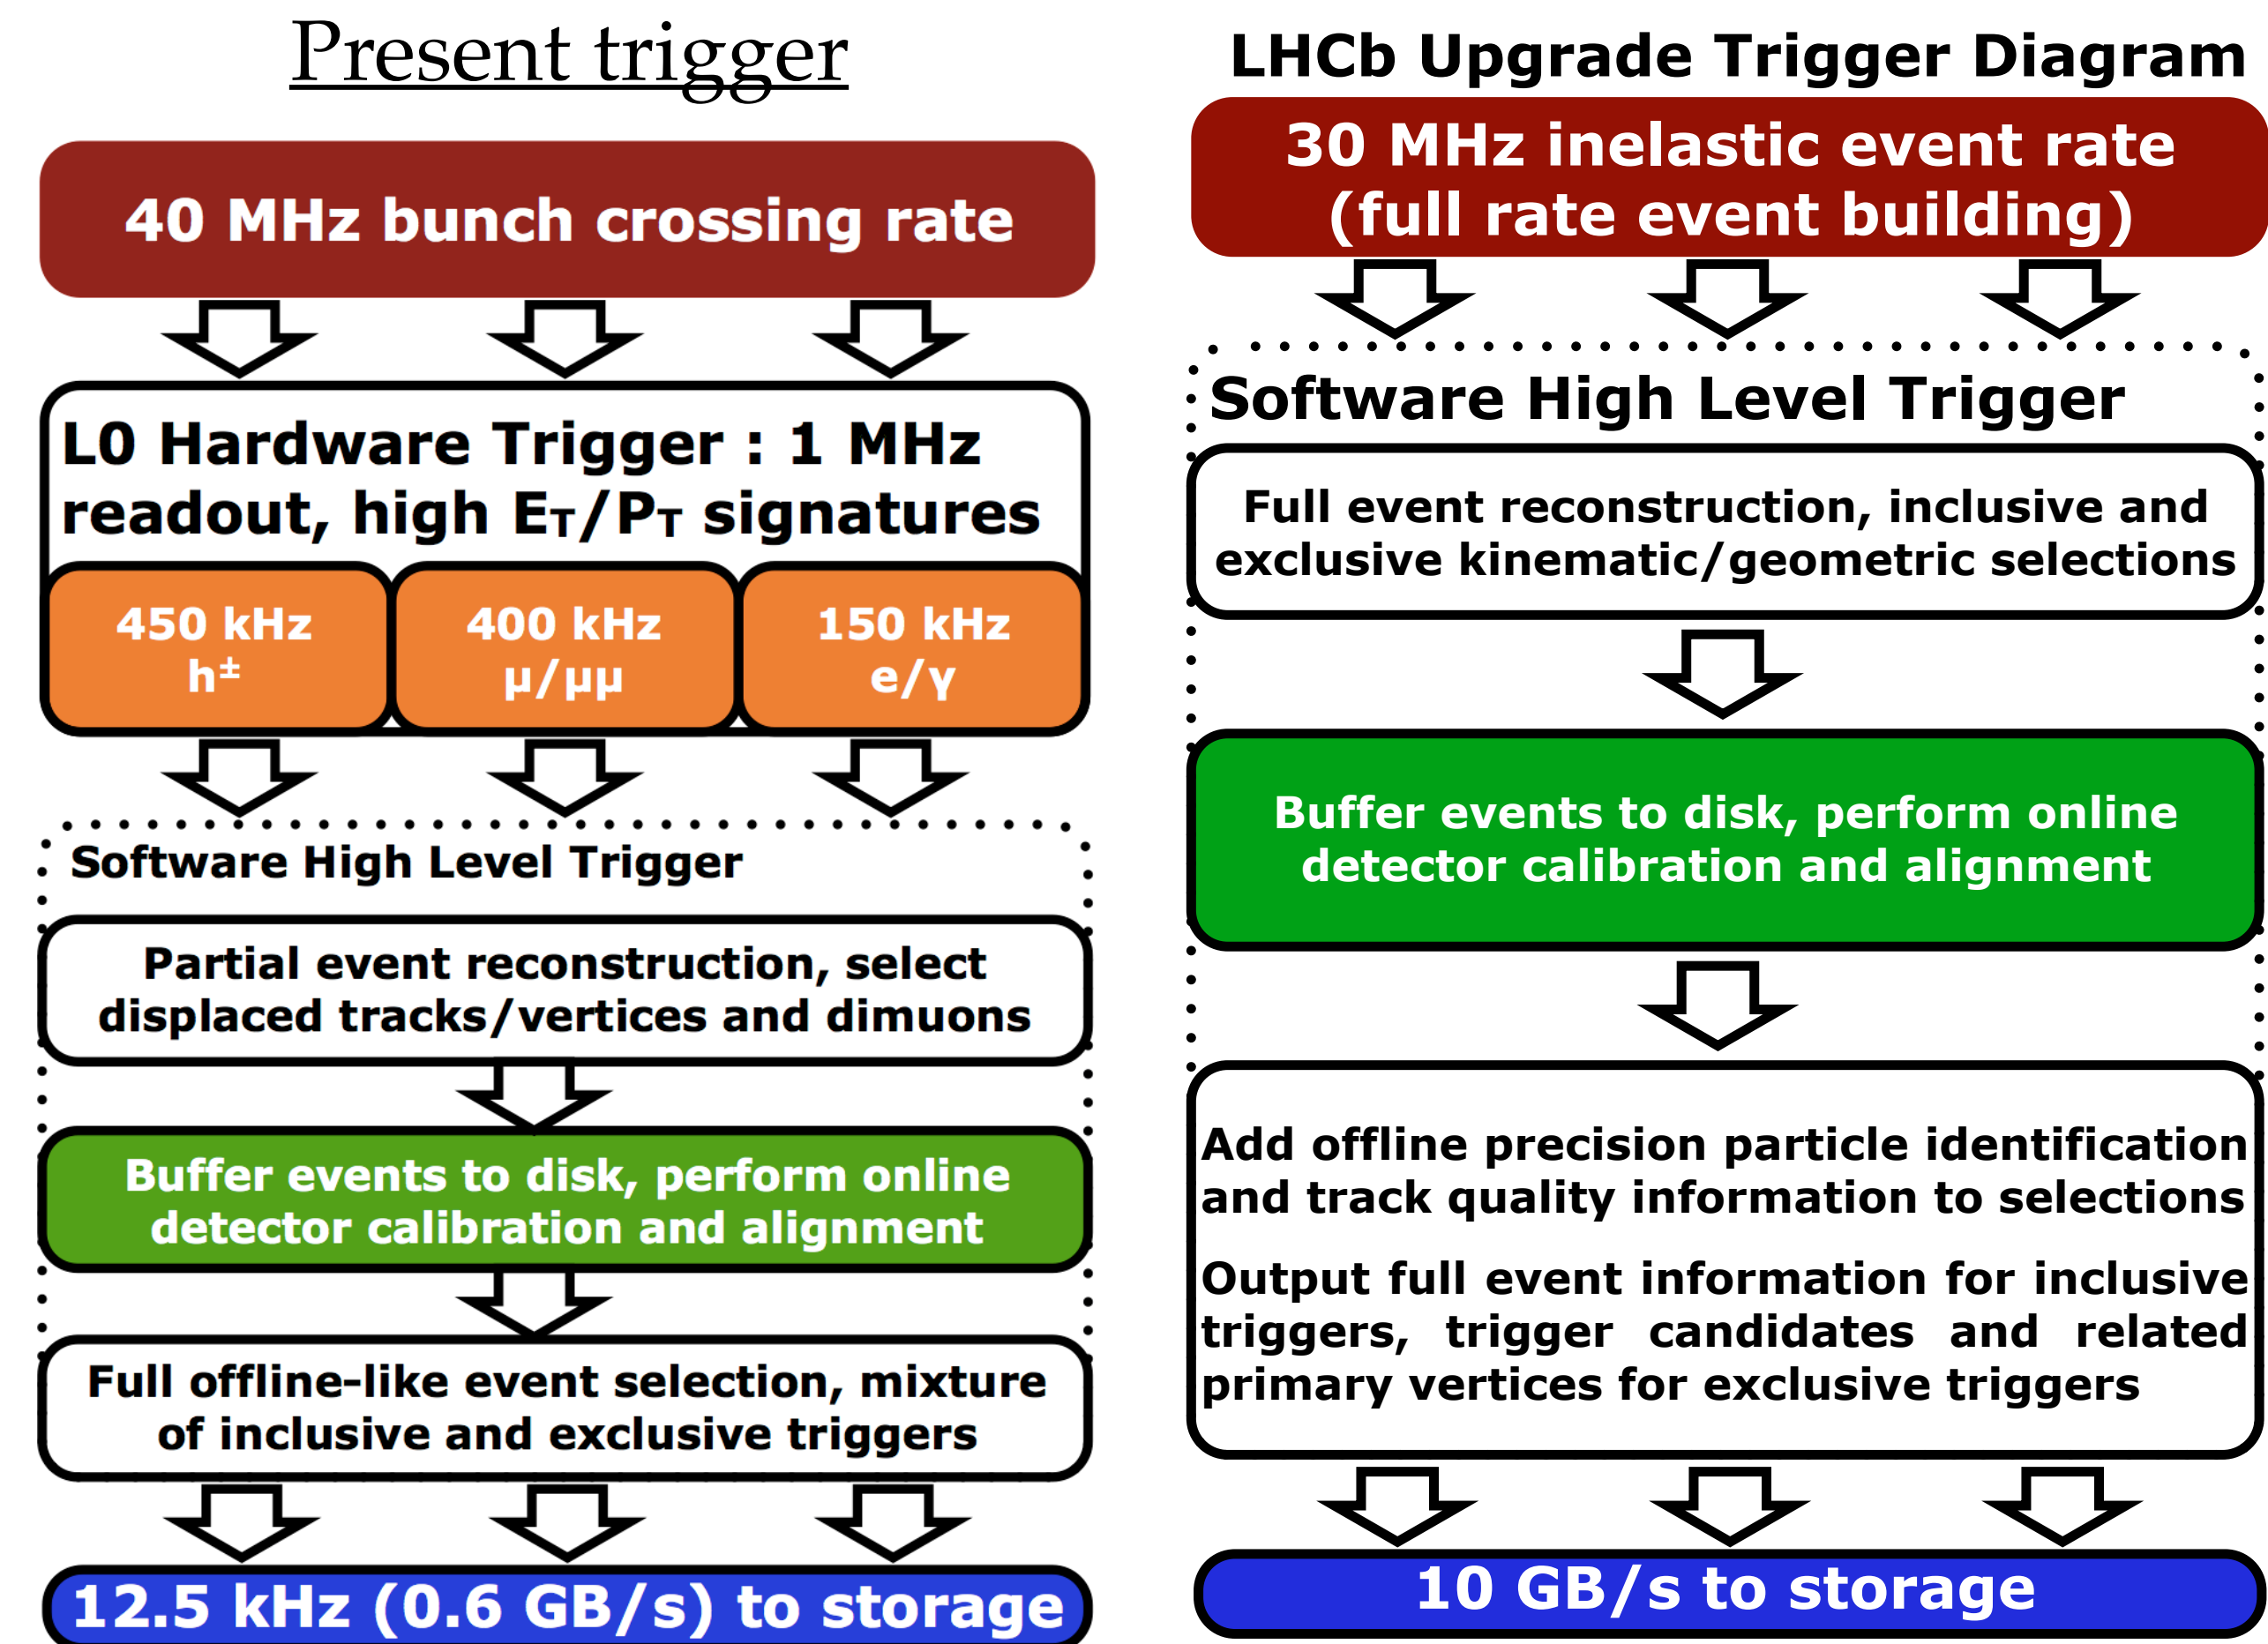 Present trigger
40 MHz bunch crossing rate
L0 Hardware Trigger : 1 MHz
readout, high ET/PT signatures
450 kHz
h±
400 kHz
μ/μμ
150 kHz
e/γ
Software High Level Trigger
Partial event reconstruction, select
displaced tracks/vertices and dimuons
Buffer events to disk, perform online
detector calibration and alignment
Full offline-like event selection, mixture
of inclusive and exclusive triggers
12.5 kHz (0.6 GB/s) to storage
LHCb Upgrade Trigger Diagram
30 MHz inelastic event rate
(full rate event building)
Software High Level Trigger
Full event reconstruction, inclusive and
exclusive kinematic/geometric selections
Buffer events to disk, perform online
detector calibration and alignment
Add offline precision particle identification
and track quality information to selections
Output full event information for inclusive
triggers, trigger candidates and related
primary vertices for exclusive triggers
10 GB/s to storage